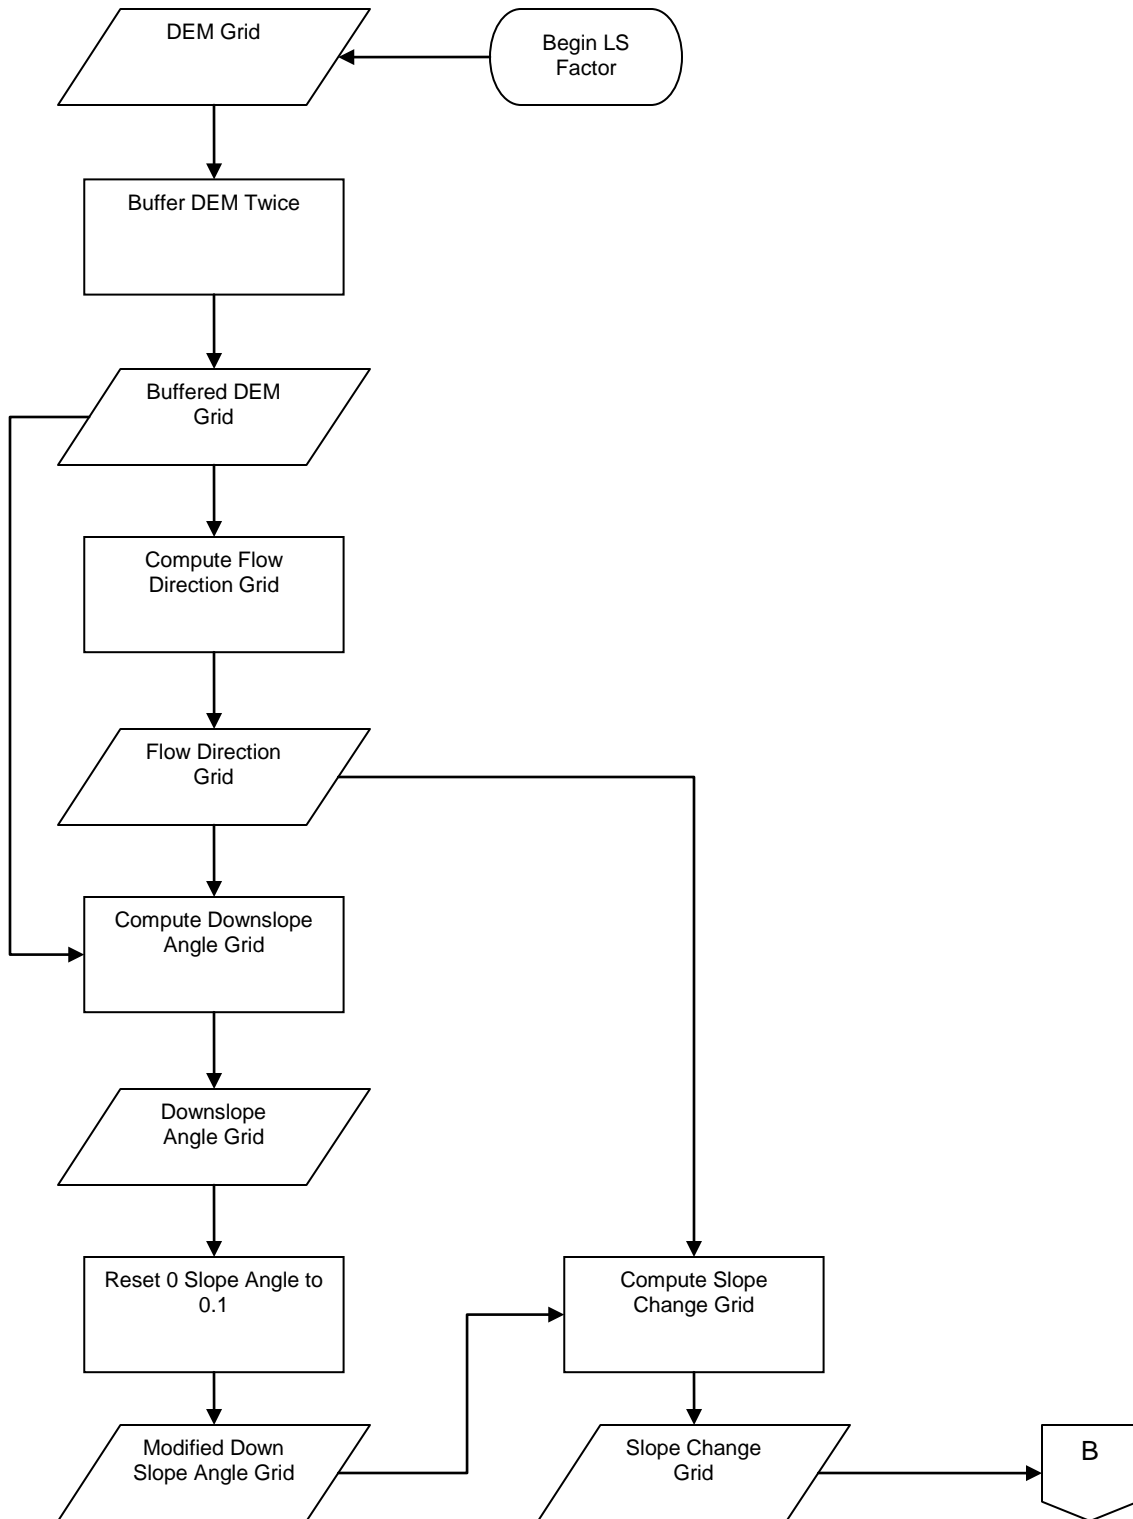 DEM Grid
Begin LS
Factor
Buffer DEM Twice
Buffered DEM
Grid
Compute Flow
Direction Grid
Flow Direction
Grid
Compute Downslope
Angle Grid
Downslope
Angle Grid
Reset 0 Slope Angle to
0.1
Compute Slope
Change Grid
Modified Down
Slope Angle Grid
Slope Change
Grid
B